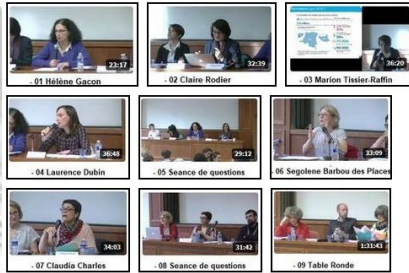 23:17
32:39
36:20
- 01 Hélène Gacon
- 02 Claire Rodier
- 03 Marion Tissier-Raffin
36:48
29:12
33:09
- 04 Laurence Dubin
- 05 Seance de questions
- 06 Segolene Barbou des Places
34:03
31:42
1:31:43
- 07 Claudia Charles
- 08 Seance de questions
- 09 Table Ronde